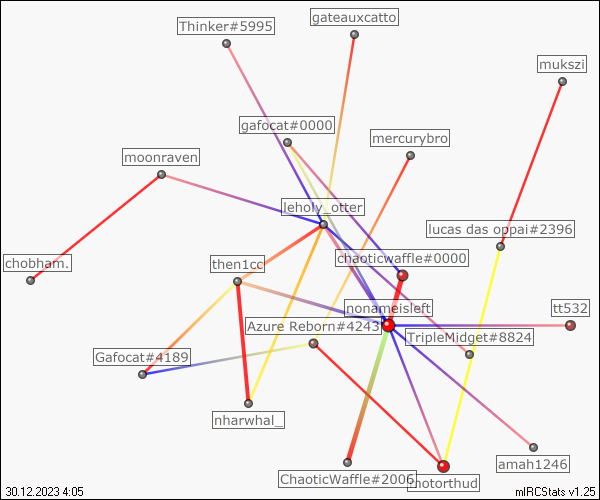 gateauxcatto
Thinker#5995
mukszi
gafocat#0000
mercurybro
moonraven
leholy_otter
lucas das oppai#2396
chaoticwaffle#0000
chobham.
then1cc
nonameisleft
tt532
Azure Reborn#4243
TripleMidget#8824
Gafocat#4189
nharwhal_
amah1246
ChaoticWaffle#2006
motorthud
30.12.2023 4:05
mIRCStats v1.25